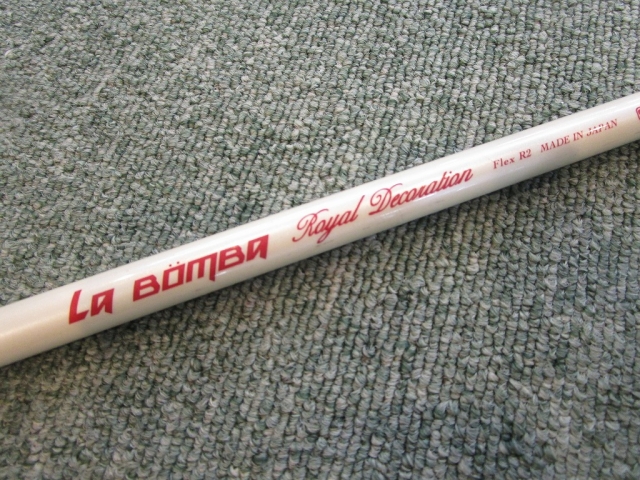 La BömBa Royal Decoration Flex R2 MADE IN JAPAN